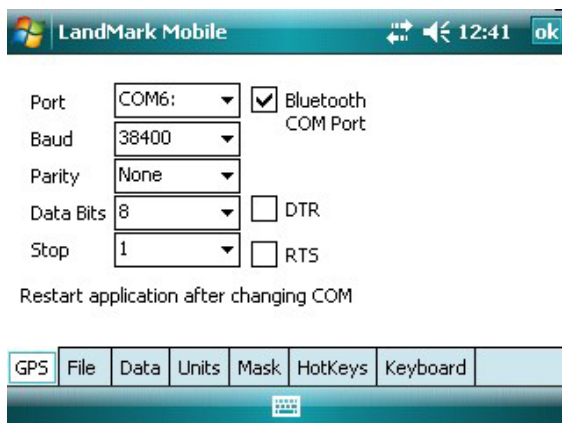 LandMark Mobile 12:41 ok
Port COM6: Bluetooth
COM Port
Baud 38400
Parity None
Data Bits 8 DTR
Stop 1 RTS
Restart application after changing COM
GPS File Data Units Mask HotKeys Keyboard